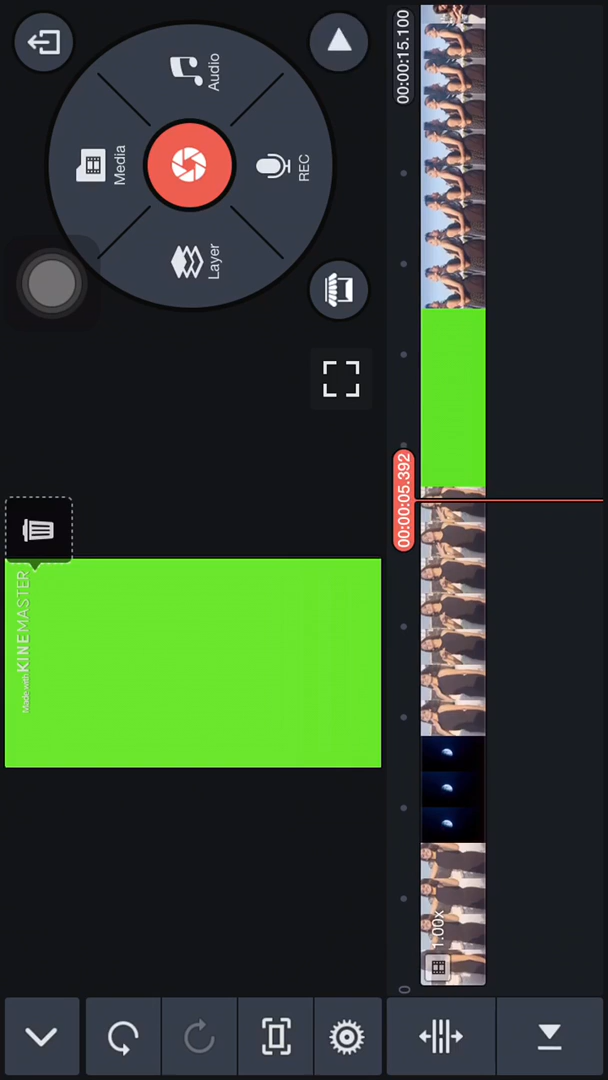 Media
Audio
REC
Layer
Made with KINEMASTER
00:00:05.392
00:00:15.100
0
1.00x